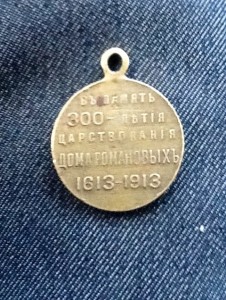 ВЪ ПАМЯТЬ
300-ЛѢТІЯ
ЦАРСТВОВАНІЯ
ДОМА РОМАНОВЫХЪ
1613-1913